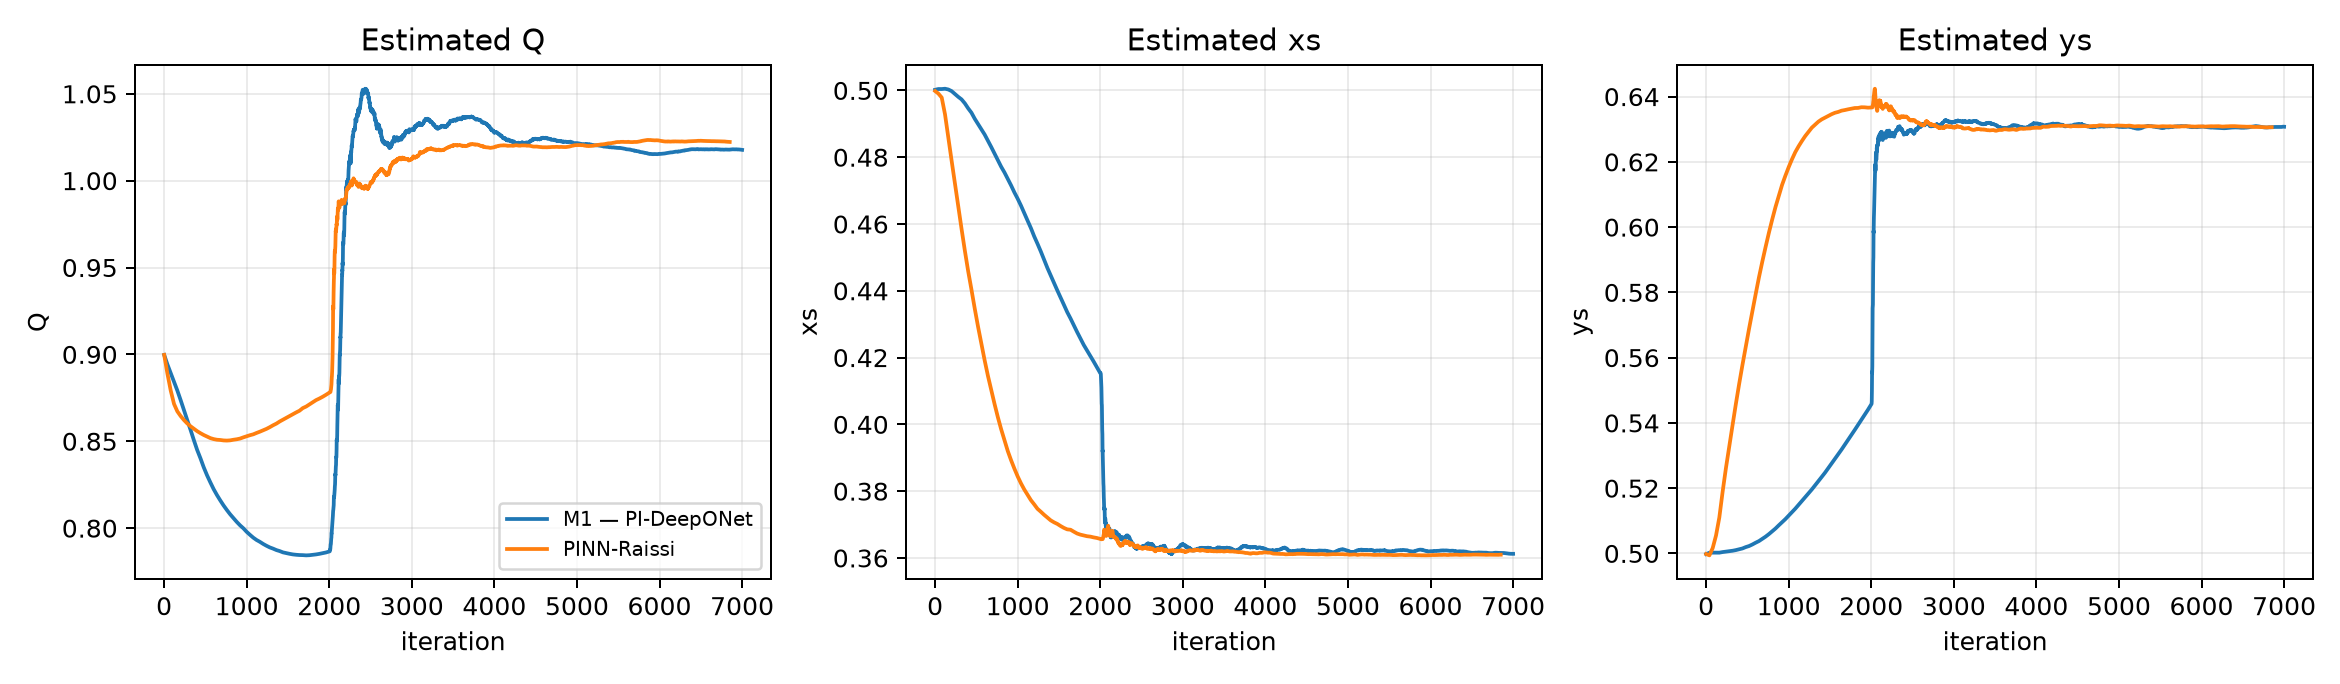 Estimated Q
1.05
1.00
0.95
0.90
0.85
0.80
Q
M1 — PI-DeepONet
PINN-Raissi
0 1000 2000 3000 4000 5000 6000 7000
iteration
Estimated xs
0.50
0.48
0.46
0.44
0.42
0.40
0.38
0.36
xs
0 1000 2000 3000 4000 5000 6000 7000
iteration
Estimated ys
0.64
0.62
0.60
0.58
0.56
0.54
0.52
0.50
ys
0 1000 2000 3000 4000 5000 6000 7000
iteration